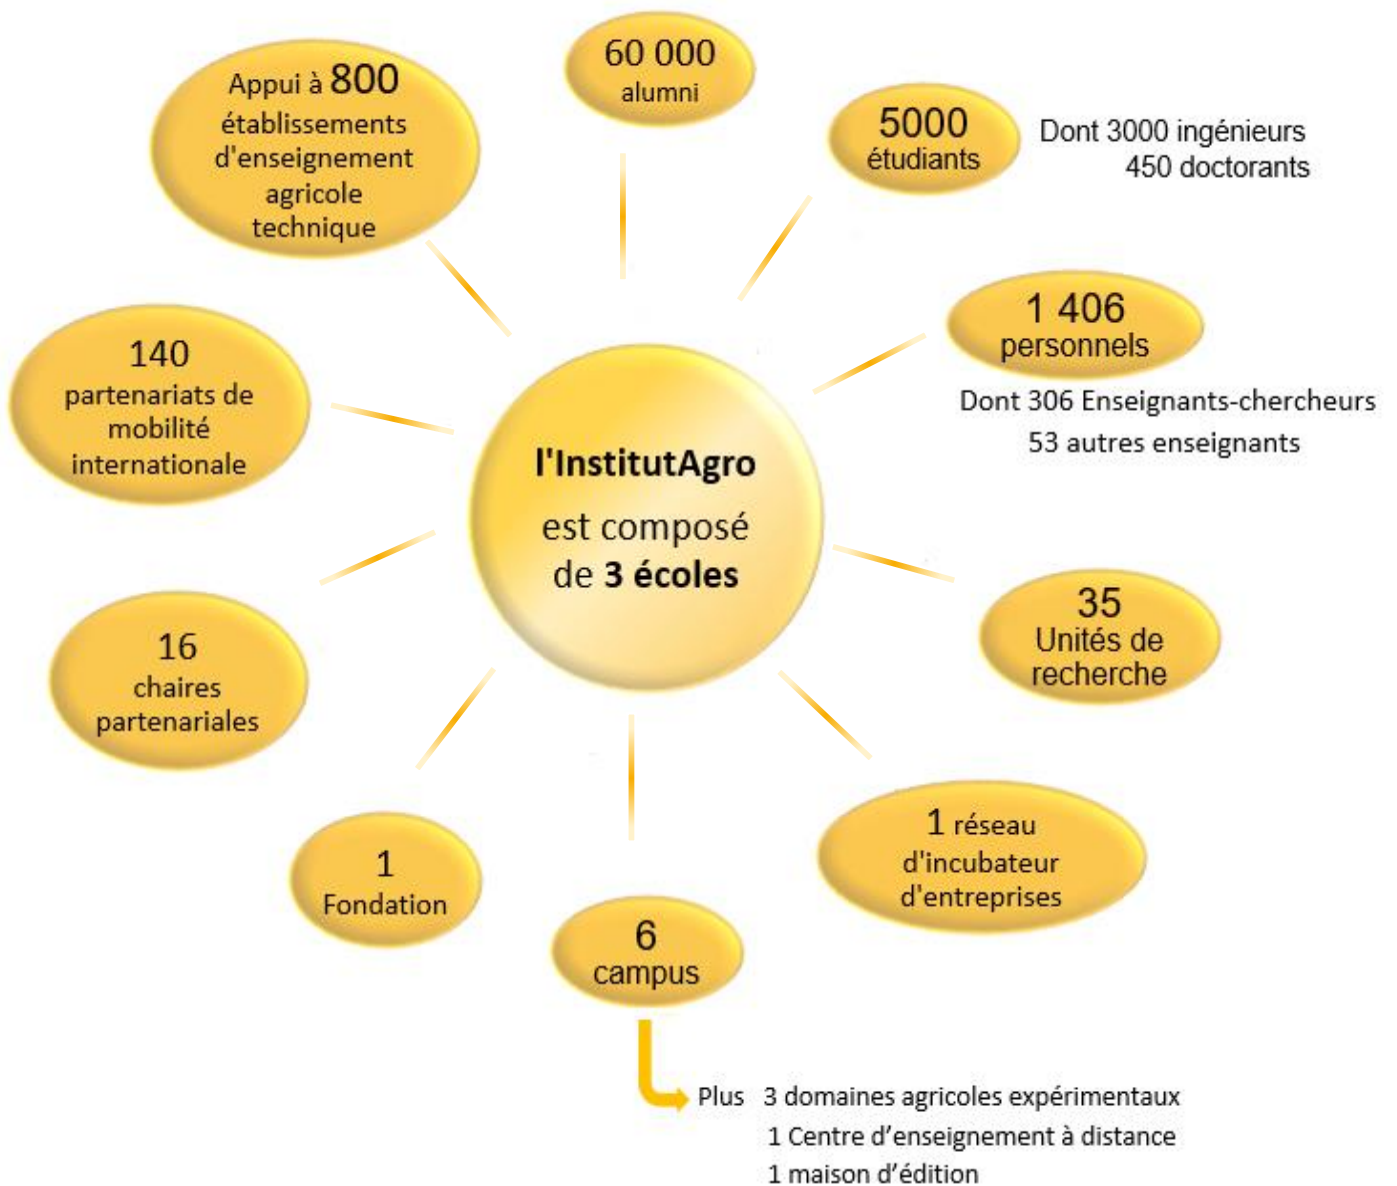 l'InstitutAgro
est composé
de 3 écoles
60 000
alumni
5000
étudiants
Dont 3000 ingénieurs
450 doctorants
1 406
personnels
Dont 306 Enseignants-chercheurs
53 autres enseignants
35
Unités de
recherche
1 réseau
d'incubateur
d'entreprises
6
campus
Plus 3 domaines agricoles expérimentaux
1 Centre d’enseignement à distance
1 maison d’édition
1
Fondation
16
chaires
partenariales
140
partenariats de
mobilité
internationale
Appui à 800
établissements
d'enseignement
agricole
technique